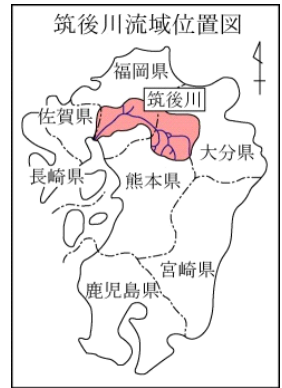 筑後川流域位置図
福岡県
筑後川
佐賀県
大分県
長崎県
熊本県
宮崎県
鹿児島県